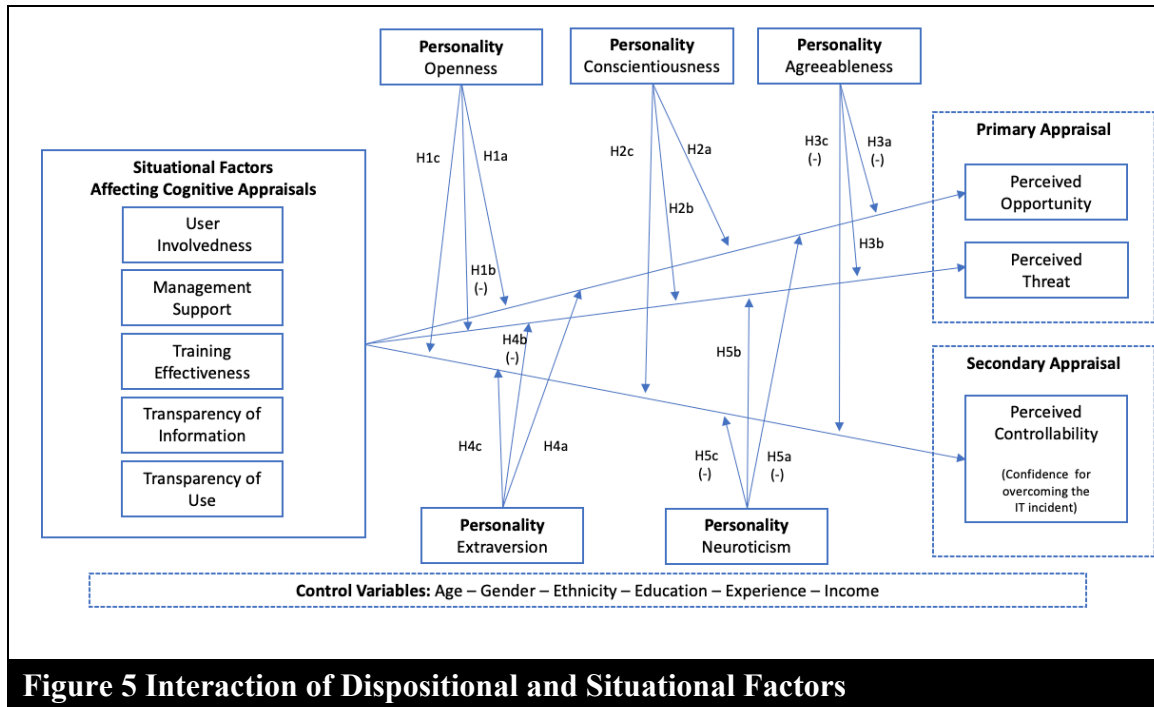 Personality
Openness
Personality
Conscientiousness
Personality
Agreeableness
Situational Factors
Affecting Cognitive Appraisals
User
Involvedness
Management
Support
Training
Effectiveness
Transparency of
Information
Transparency of
Use
H1c
H1a
H1b
(-)
H2c
H2a
H2b
H3c
(-)
H3a
(-)
H3b
H4b
(-)
H4c
H4a
H5b
H5c
(-)
H5a
(-)
Primary Appraisal
Perceived
Opportunity
Perceived
Threat
Secondary Appraisal
Perceived
Controllability
(Confidence for
overcoming the
IT incident)
Personality
Extraversion
Personality
Neuroticism
Control Variables: Age – Gender – Ethnicity – Education – Experience – Income
Figure 5 Interaction of Dispositional and Situational Factors